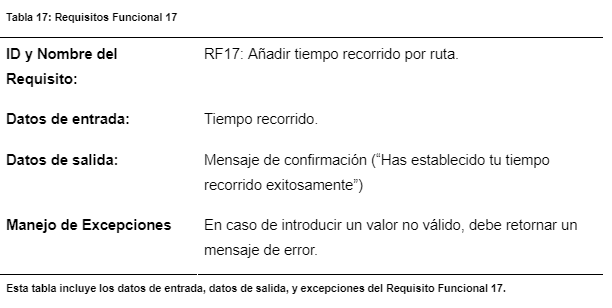 Tabla 17: Requisitos Funcional 17
ID y Nombre del Requisito:
RF17: Añadir tiempo recorrido por ruta.
Datos de entrada:
Tiempo recorrido.
Datos de salida:
Mensaje de confirmación (“Has establecido tu tiempo
recorrido exitosamente”)
Manejo de Excepciones
En caso de introducir un valor no válido, debe retornar un
mensaje de error.
Esta tabla incluye los datos de entrada, datos de salida, y excepciones del Requisito Funcional 17.